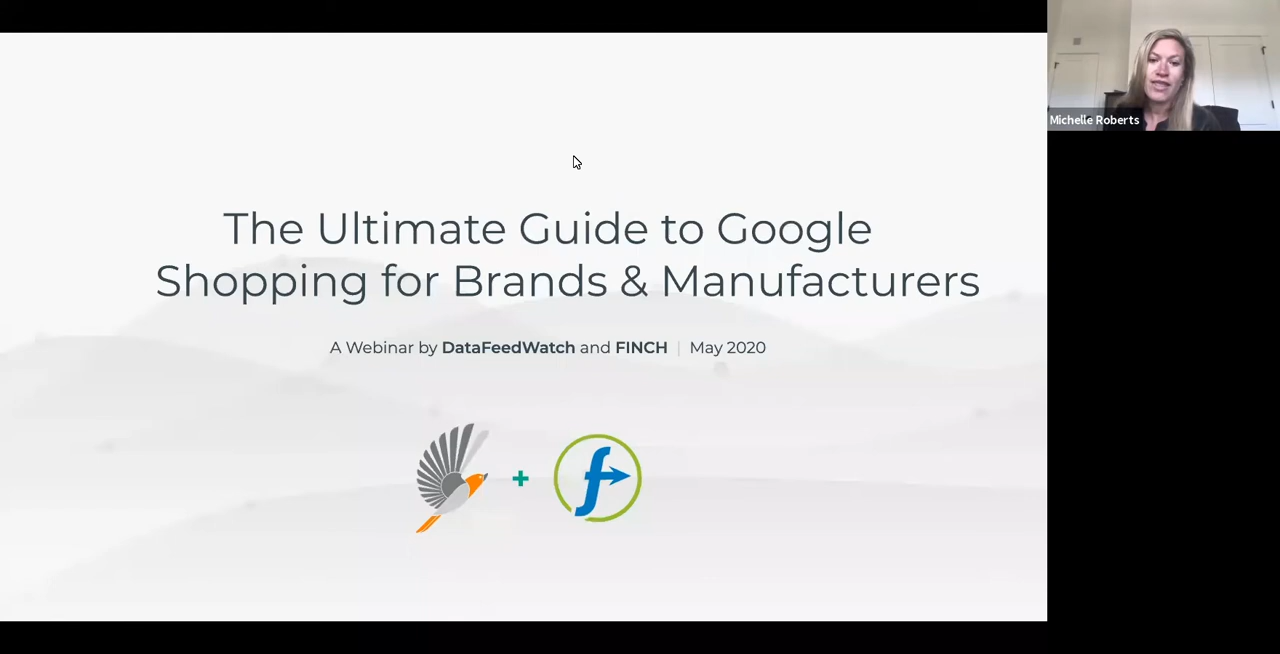 The Ultimate Guide to Google
Shopping for Brands & Manufacturers
A Webinar by DataFeedWatch and FINCH | May 2020
+
f
Michelle Roberts